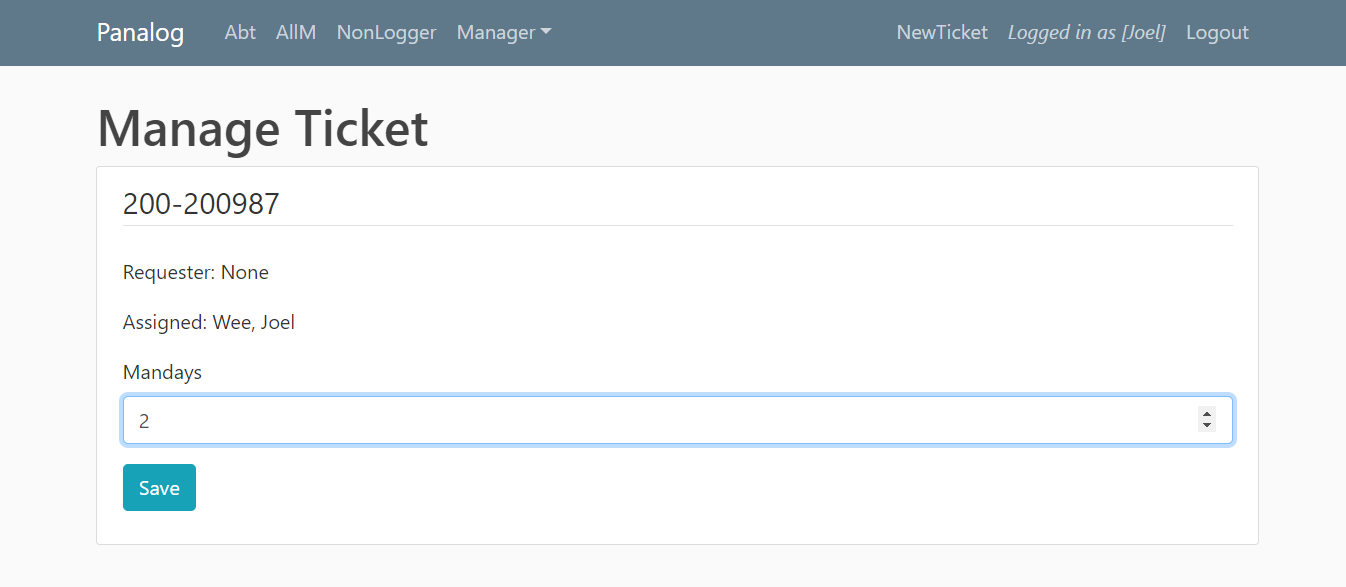 Panalog Abt AllM NonLogger Manager NewTicket Logged in as [Joel] Logout
Manage Ticket
200-200987
Requester: None
Assigned: Wee, Joel
Mandays
2
Save